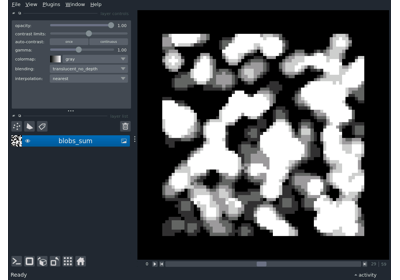 File View Plugins Window Help
opacity: 1.00
contrast limits:
auto-contrast: once continuous
gamma: 1.00
colormap: gray
blending: translucent_no_depth
interpolation: nearest
blobs_sum
Ready
activity